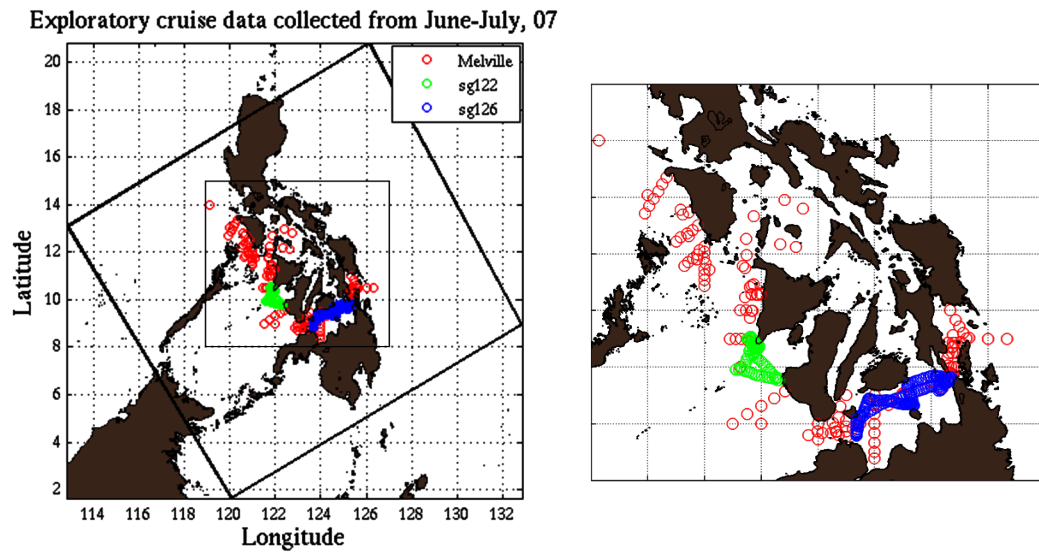 Exploratory cruise data collected from June-July, 07
Melville
sg122
sg126
20
18
16
14
12
10
8
6
4
2
Latitude
114 116 118 120 122 124 126 128 130 132
Longitude